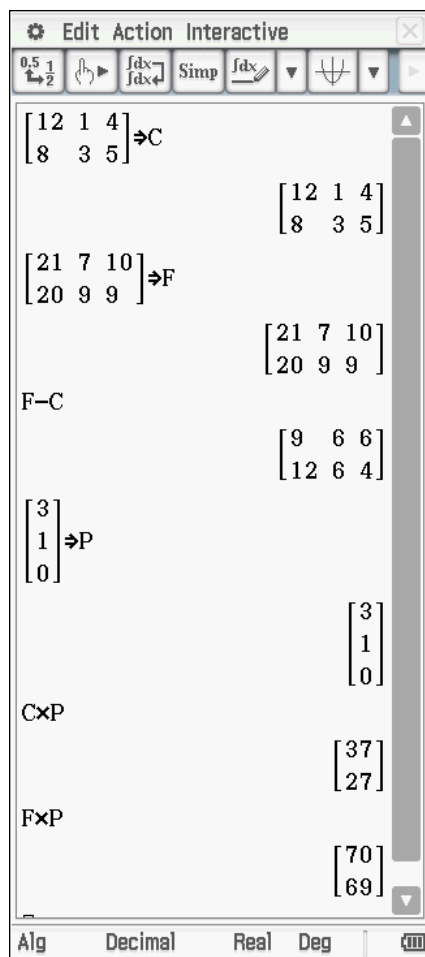 Edit Action Interactive
0.5 1 2 ∫dx ∫dx Simp ∫dx
[12 1 4
8 3 5]⇒C
[12 1 4
8 3 5]
[21 7 10
20 9 9]⇒F
[21 7 10
20 9 9]
F−C
[9 6 6
12 6 4]
[3
1
0]⇒P
[3
1
0]
C×P
[37
27]
F×P
[70
69]
Alg Decimal Real Deg